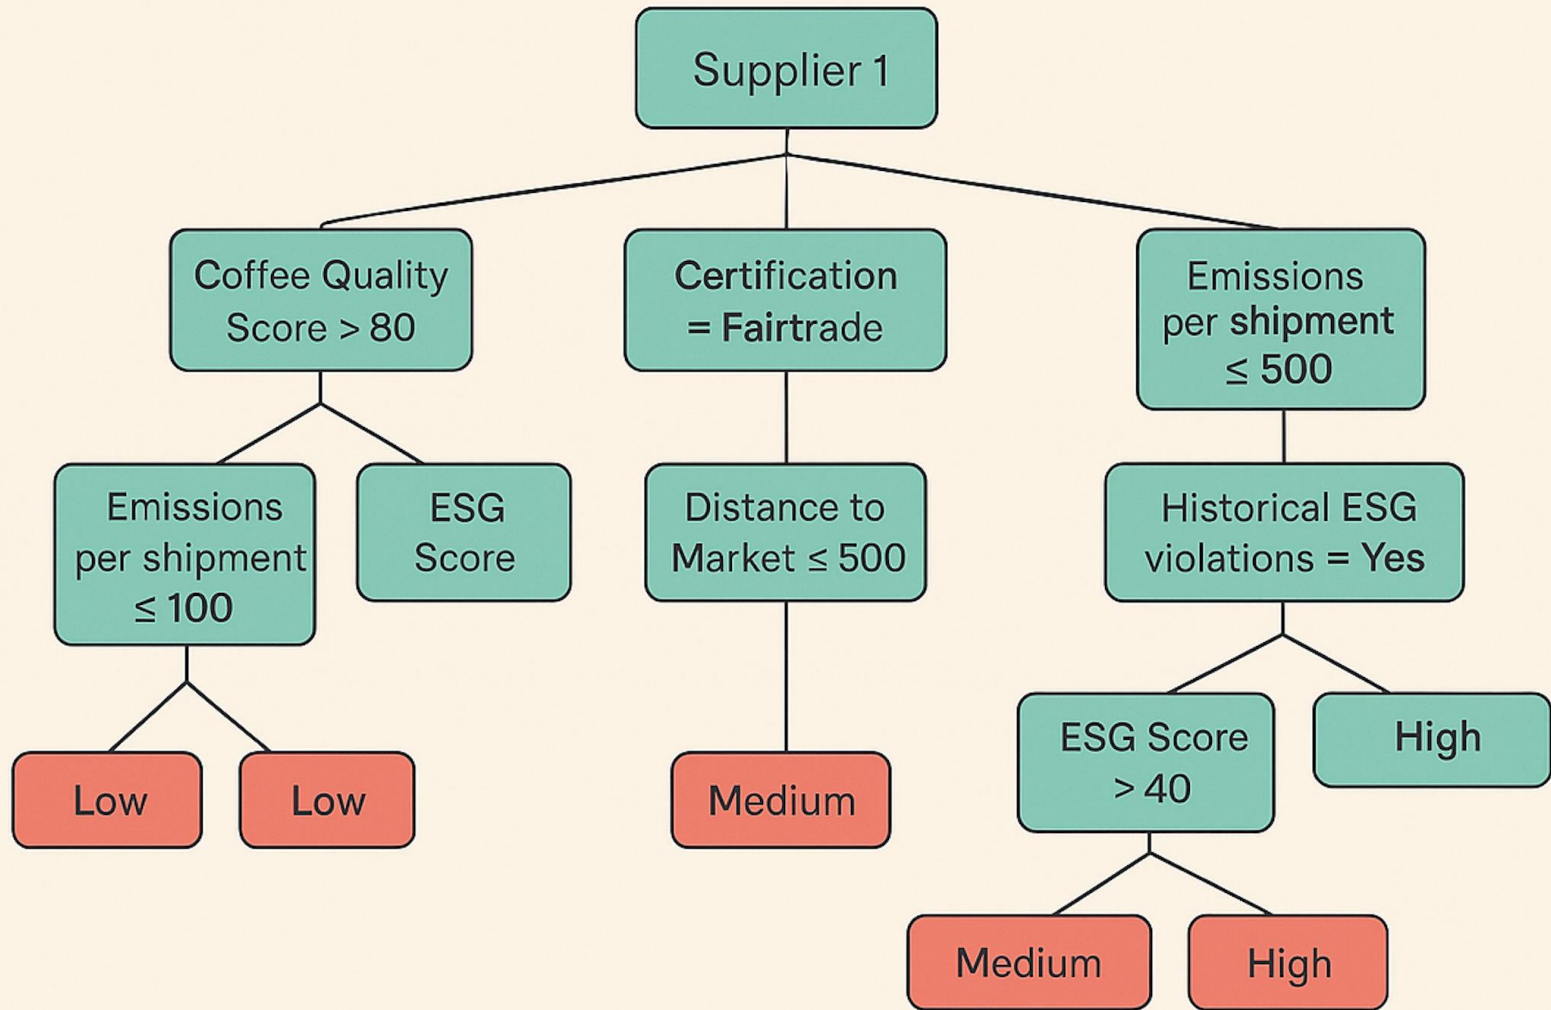 Supplier 1
Coffee Quality
Score > 80
Certification
= Fairtrade
Emissions
per shipment
≤ 500
Emissions
per shipment
≤ 100
ESG
Score
Distance to
Market ≤ 500
Historical ESG
violations = Yes
ESG Score
> 40
High
Low
Low
Medium
Medium
High